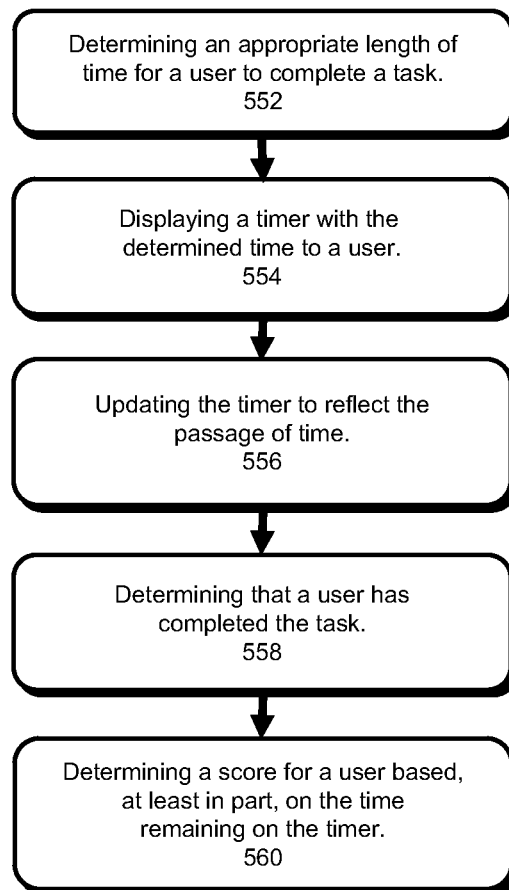 Determining an appropriate length of
time for a user to complete a task.
552
Displaying a timer with the
determined time to a user.
554
Updating the timer to reflect the
passage of time.
556
Determining that a user has
completed the task.
558
Determining a score for a user based,
at least in part, on the time
remaining on the timer.
560